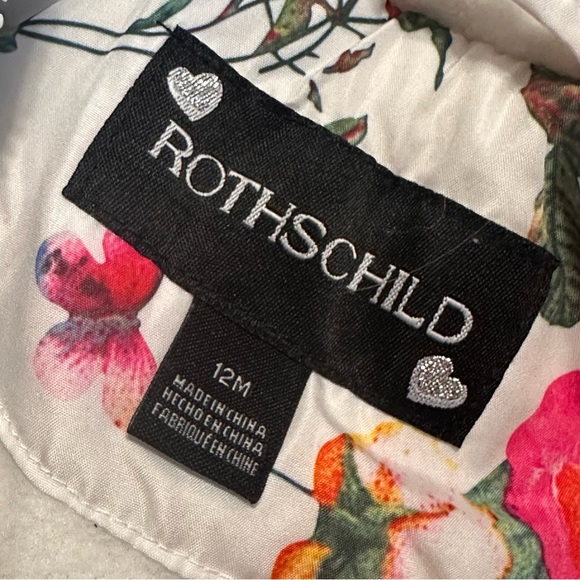 ROTHSCHILD
12M
MADE IN CHINA
HECHO EN CHINA
FABRIQUÉ EN CHINE